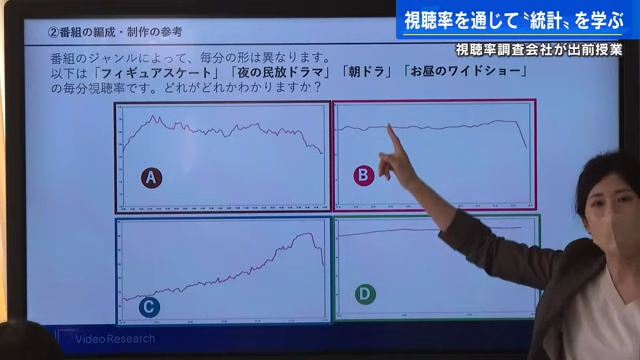 視聴率を通じて〝統計〟を学ぶ
視聴率調査会社が出前授業
②番組の編成・制作の参考
番組のジャンルによって、毎分の形は異なります。
以下は「フィギュアスケート」「夜の民放ドラマ」「朝ドラ」「お昼のワイドショー」
の毎分視聴率です。どれがどれかわかりますか？
A
B
C
D
Video Research